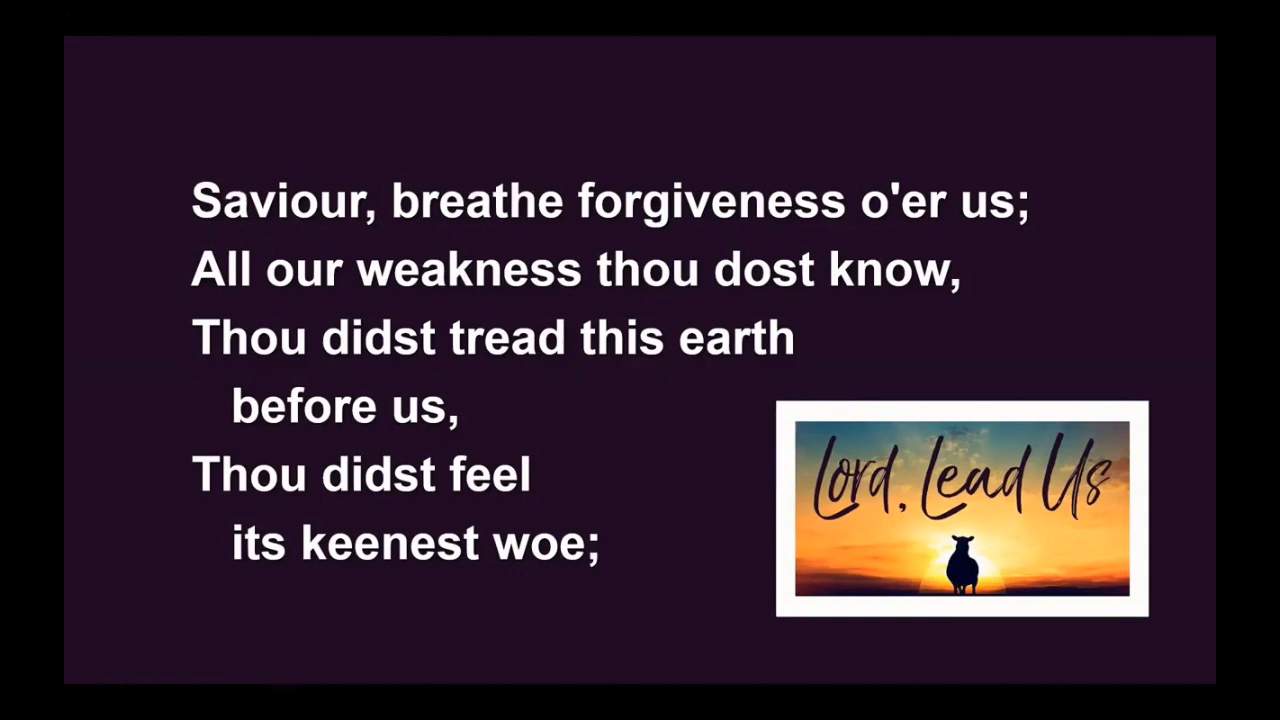 Saviour, breathe forgiveness o'er us;
All our weakness thou dost know,
Thou didst tread this earth
before us,
Thou didst feel
its keenest woe;
Lord, Lead Us